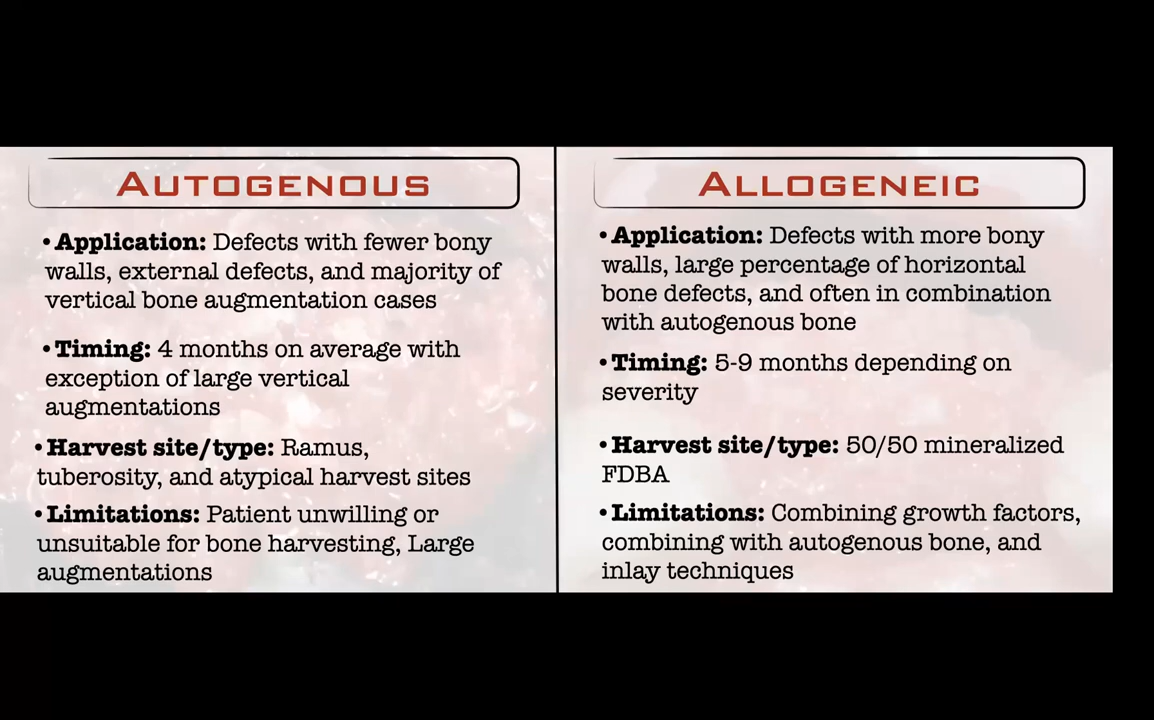 AUTOGENOUS
• Application: Defects with fewer bony
walls, external defects, and majority of
vertical bone augmentation cases
• Timing: 4 months on average with
exception of large vertical
augmentations
• Harvest site/type: Ramus,
tuberosity, and atypical harvest sites
• Limitations: Patient unwilling or
unsuitable for bone harvesting, Large
augmentations
ALLOGENEIC
• Application: Defects with more bony
walls, large percentage of horizontal
bone defects, and often in combination
with autogenous bone
• Timing: 5-9 months depending on
severity
• Harvest site/type: 50/50 mineralized
FDBA
• Limitations: Combining growth factors,
combining with autogenous bone, and
inlay techniques